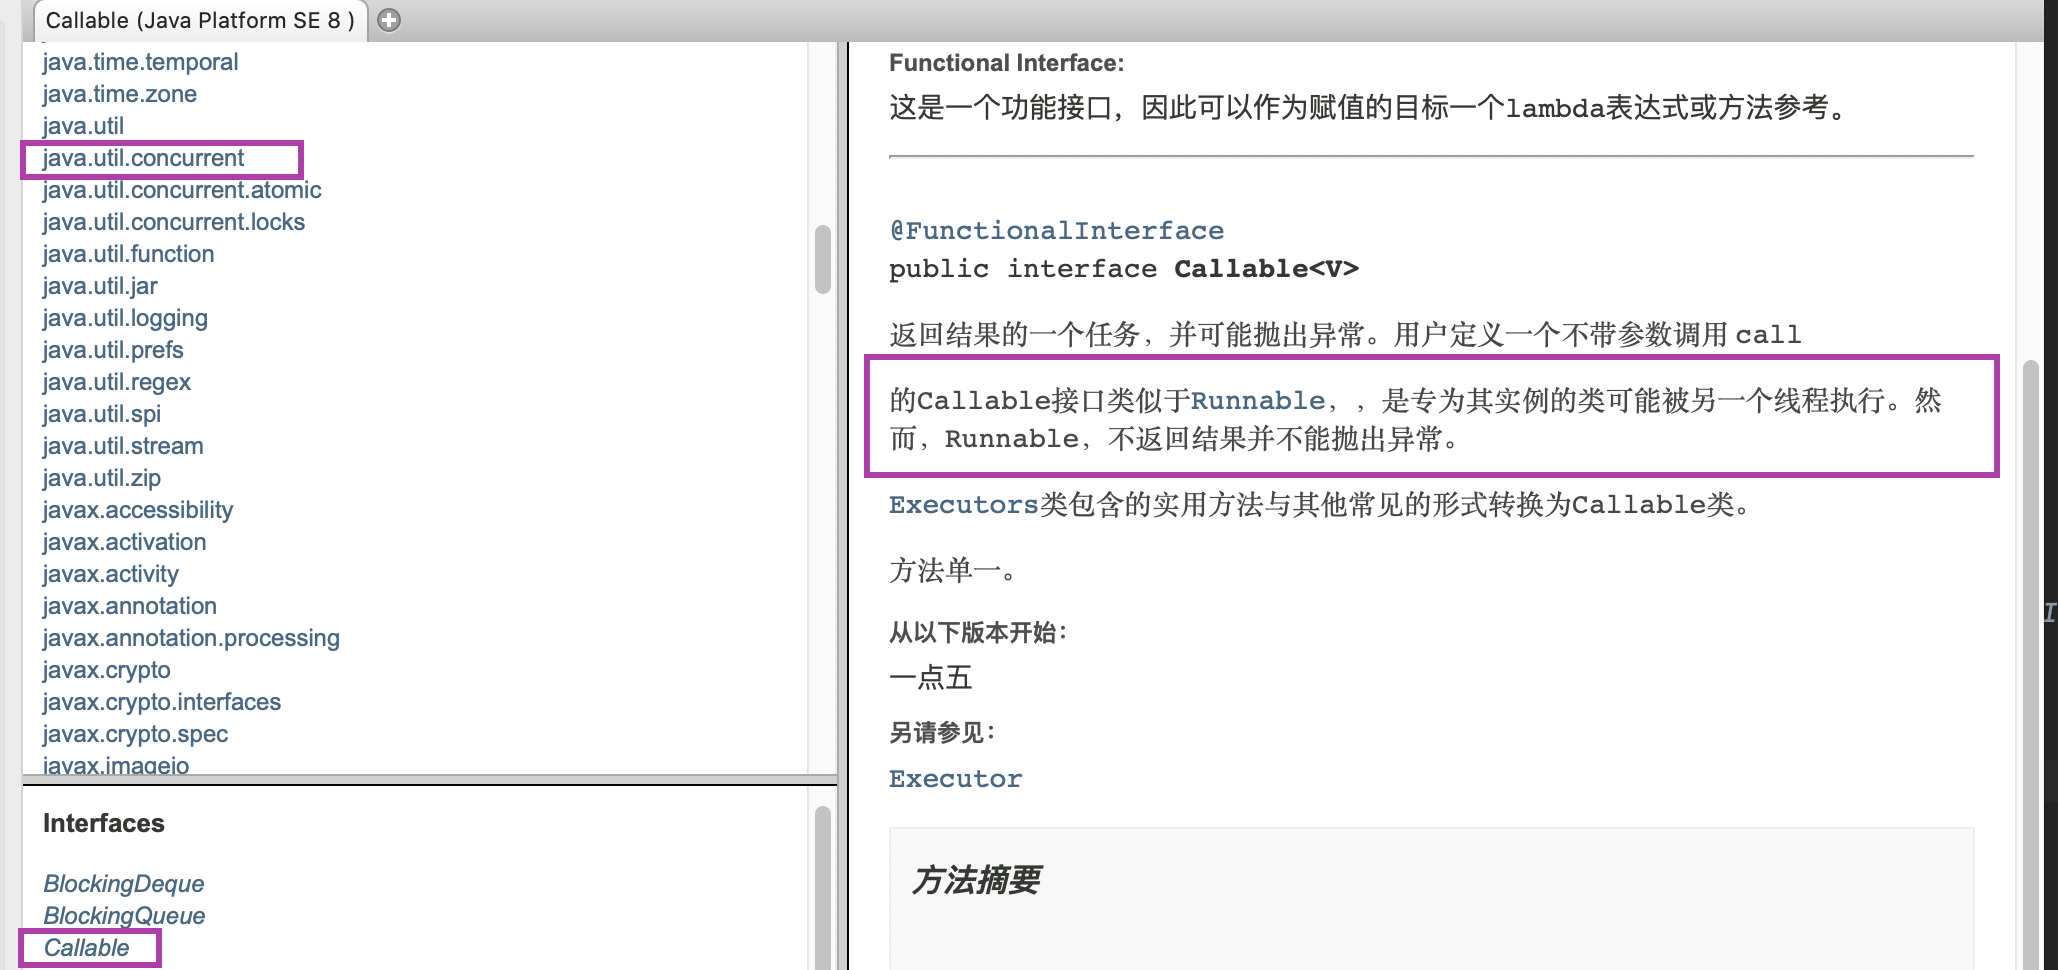 Callable (Java Platform SE 8 )
java.time.temporal
java.time.zone
java.util
java.util.concurrent
java.util.concurrent.atomic
java.util.concurrent.locks
java.util.function
java.util.jar
java.util.logging
java.util.prefs
java.util.regex
java.util.spi
java.util.stream
java.util.zip
javax.accessibility
javax.activation
javax.activity
javax.annotation
javax.annotation.processing
javax.crypto
javax.crypto.interfaces
javax.crypto.spec
javax.imageio
Interfaces
BlockingDeque
BlockingQueue
Callable
Functional Interface:
这是一个功能接口，因此可以作为赋值的目标一个lambda表达式或方法参考。
@FunctionalInterface
public interface Callable<V>
返回结果的一个任务，并可能抛出异常。用户定义一个不带参数调用 call
的Callable接口类似于Runnable，，是专为其实例的类可能被另一个线程执行。然
而，Runnable，不返回结果并不能抛出异常。
Executors类包含的实用方法与其他常见的形式转换为Callable类。
方法单一。
从以下版本开始：
一点五
另请参见：
Executor
方法摘要